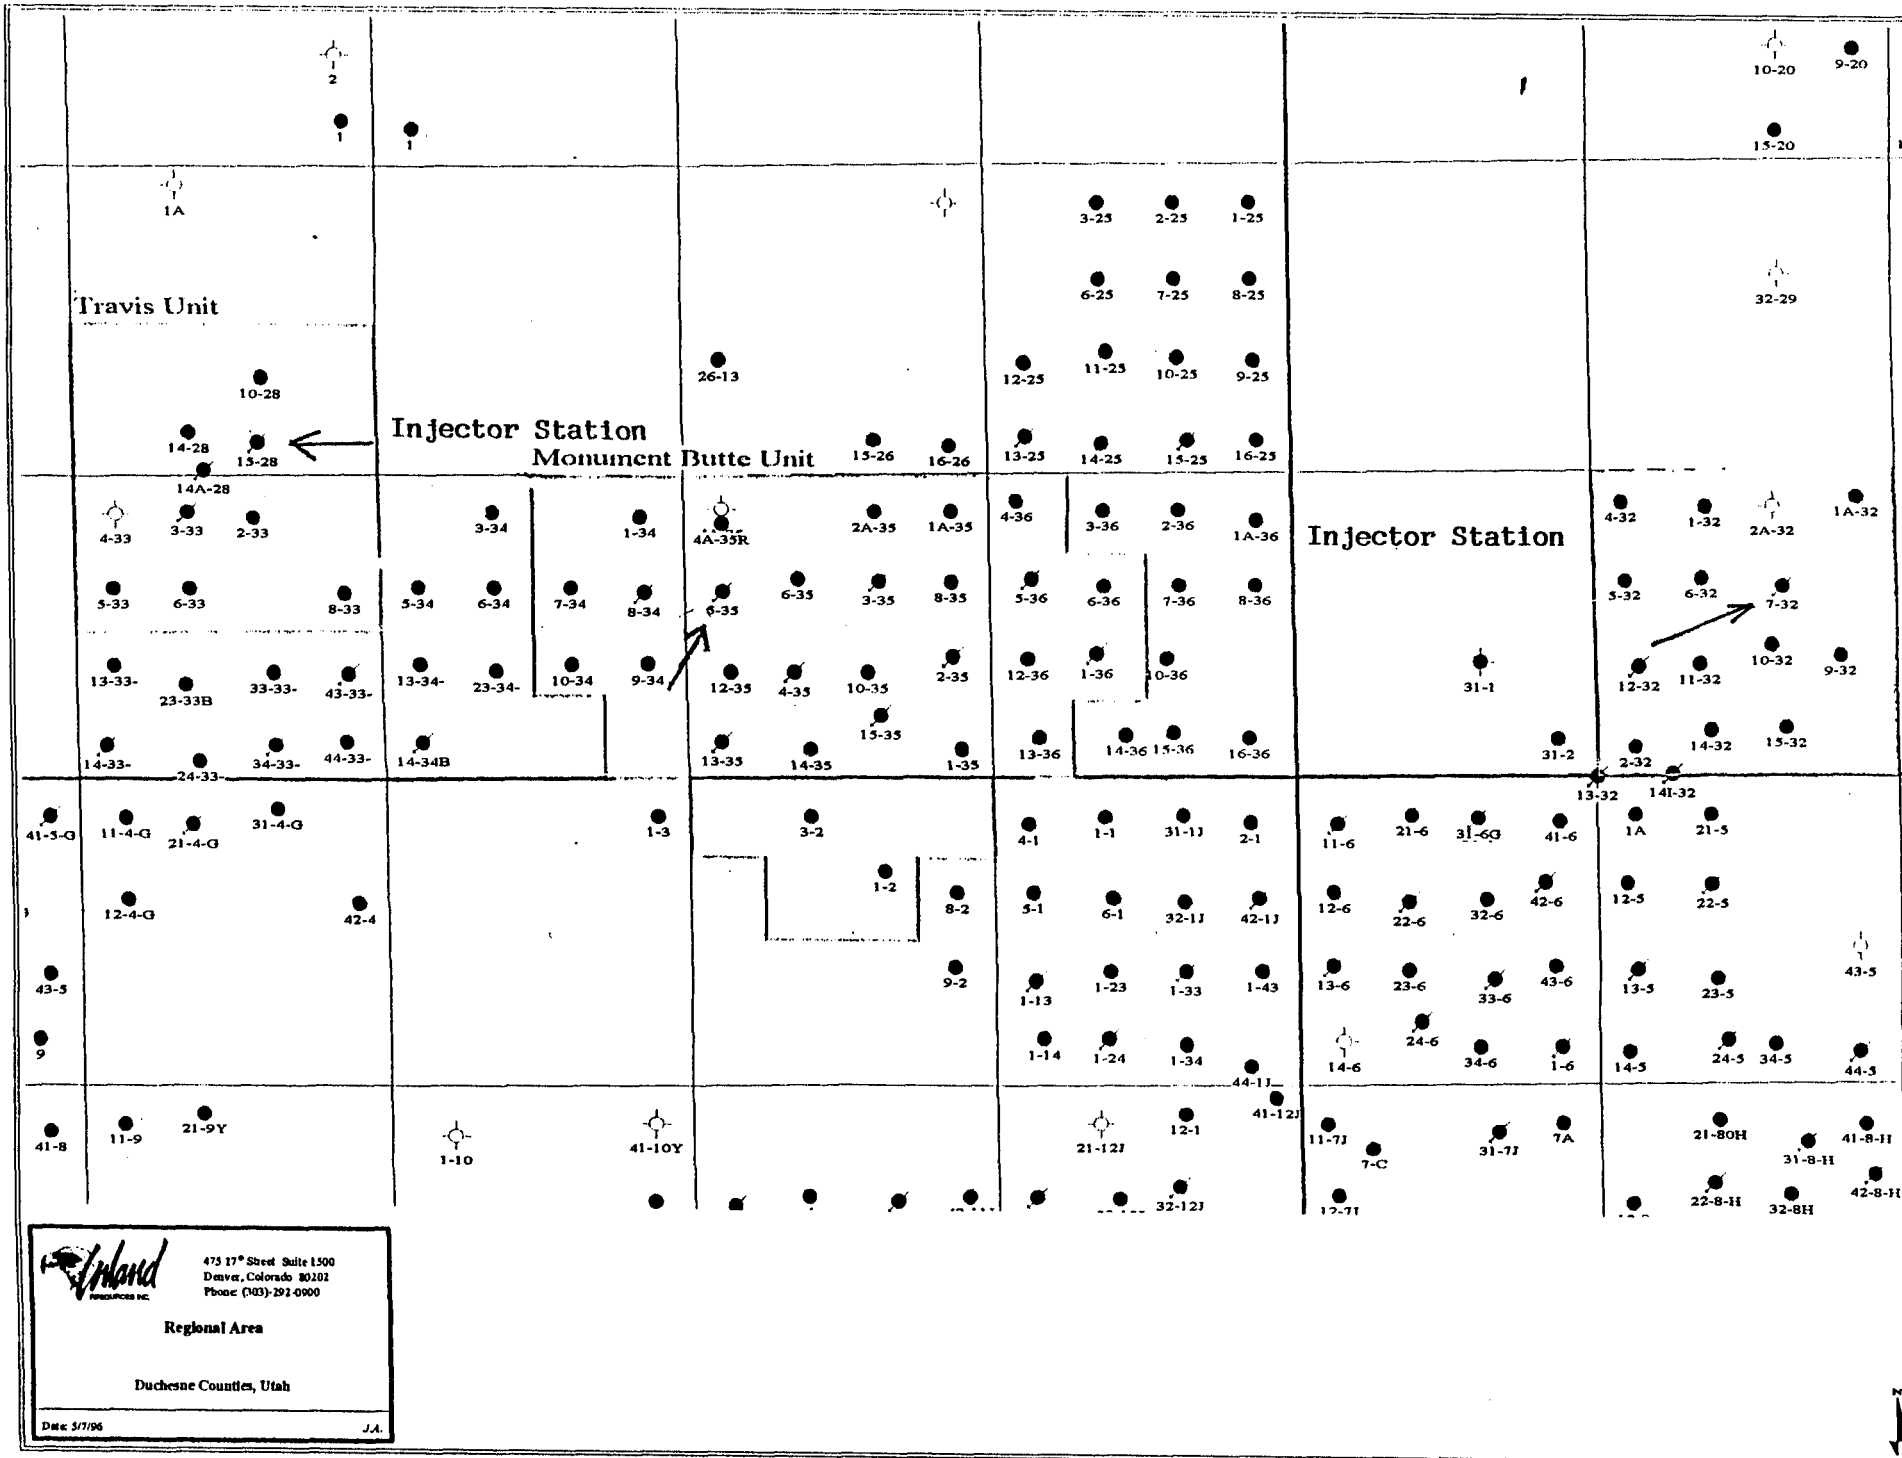 10-20 9-20
2
1 1
15-20
1A
3-25 2-25 1-25
6-25 7-25 8-25
32-29
Travis Unit
26-13
12-25 11-25 10-25 9-25
10-28
Injector Station
14-28 15-28
Monument Butte Unit
15-26 16-26 13-25 14-25 15-25 16-25
14A-28
4-33 3-33 2-33 3-34 1-34 4A-35R 2A-35 1A-35 4-36 3-36 2-36 1A-36
Injector Station
4-32 1-32 2A-32 1A-32
5-33 6-33 8-33 5-34 6-34 7-34 8-34 6-35 3-35 8-35 5-36 6-36 7-36 8-36 5-32 6-32 7-32
13-33- 23-33B 33-33- 43-33- 13-34- 23-34- 10-34 9-34 12-35 4-35 10-35 2-35 12-36 1-36 10-36 31-1 12-32 11-32 10-32 9-32
15-35
14-33- 24-33- 34-33- 44-33- 14-34B 13-35 14-35 1-35 13-36 14-36 15-36 16-36 31-2 2-32 14-32 15-32
13-32 14I-32
41-5-G 11-4-G 21-4-G 31-4-G 1-3 3-2 4-1 1-1 31-1J 2-1 11-6 21-6 31-6G 41-6 1A 21-5
1-2
12-4-G 42-4 8-2 5-1 6-1 32-1J 42-1J 12-6 22-6 32-6 42-6 12-5 22-5
43-5 9-2 1-13 1-23 1-33 1-43 13-6 23-6 33-6 43-6 13-5 23-5 43-5
9 1-14 1-24 1-34 44-1J 14-6 24-6 34-6 1-6 14-5 24-5 34-5 44-5
41-8 11-9 21-9Y 1-10 41-10Y 21-12J 12-1 41-12J 11-7J 7-C 31-7J 7A 21-80H 31-8-H 41-8-H
32-12J 12-7J 22-8-H 32-8H 42-8-H
Inland
RESOURCES INC.
475 17th Street Suite 1500
Denver, Colorado 80202
Phone: (303)-292-0900
Regional Area
Duchesne Counties, Utah
Date: 5/7/96 J.A.
N